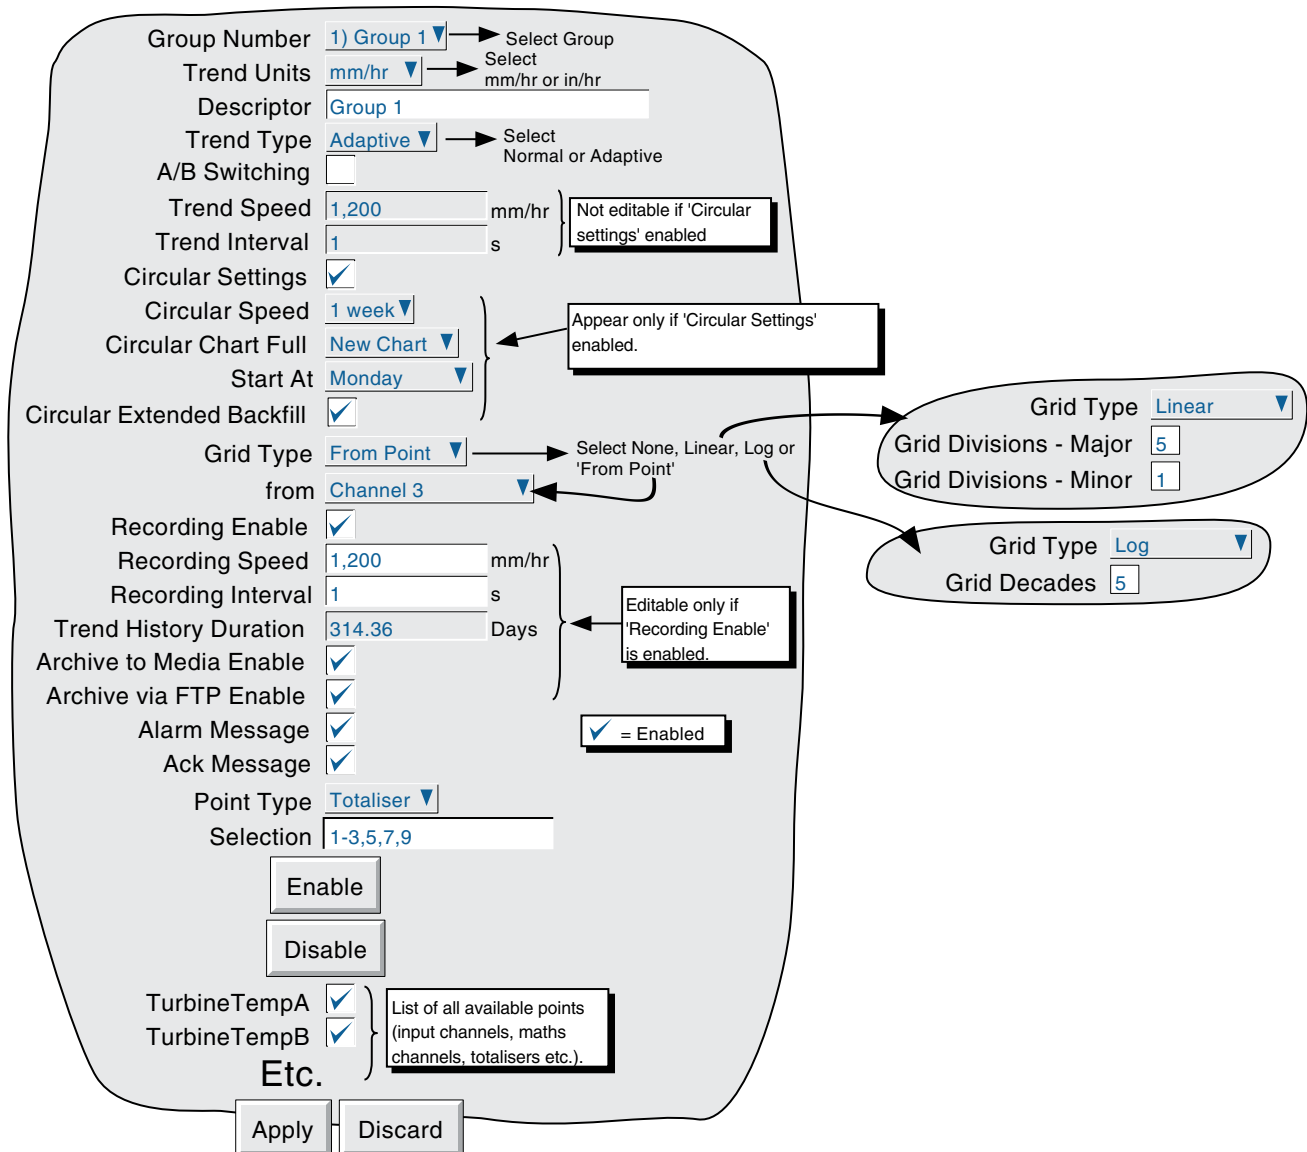 Group Number 1) Group 1 Select Group
Trend Units mm/hr Select
mm/hr or in/hr
Descriptor Group 1
Trend Type Adaptive Select
Normal or Adaptive
A/B Switching
Trend Speed 1,200 mm/hr
Trend Interval 1 s
Not editable if 'Circular
settings' enabled
Circular Settings
Circular Speed 1 week
Circular Chart Full New Chart
Start At Monday
Circular Extended Backfill
Appear only if 'Circular Settings'
enabled.
Grid Type From Point Select None, Linear, Log or
'From Point'
from Channel 3
Grid Type Linear
Grid Divisions - Major 5
Grid Divisions - Minor 1
Grid Type Log
Grid Decades 5
Recording Enable
Recording Speed 1,200 mm/hr
Recording Interval 1 s
Trend History Duration 314.36 Days
Archive to Media Enable
Archive via FTP Enable
Editable only if
'Recording Enable'
is enabled.
Alarm Message
Ack Message
= Enabled
Point Type Totaliser
Selection 1-3,5,7,9
Enable
Disable
TurbineTempA
TurbineTempB
Etc.
List of all available points
(input channels, maths
channels, totalisers etc.).
Apply Discard